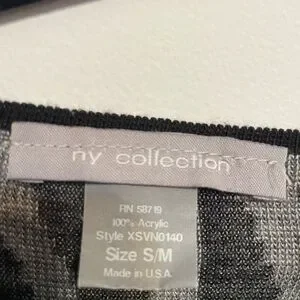 ny collection
RN 58719
100% Acrylic
Style XSVN0140
Size S/M
Made in U.S.A.